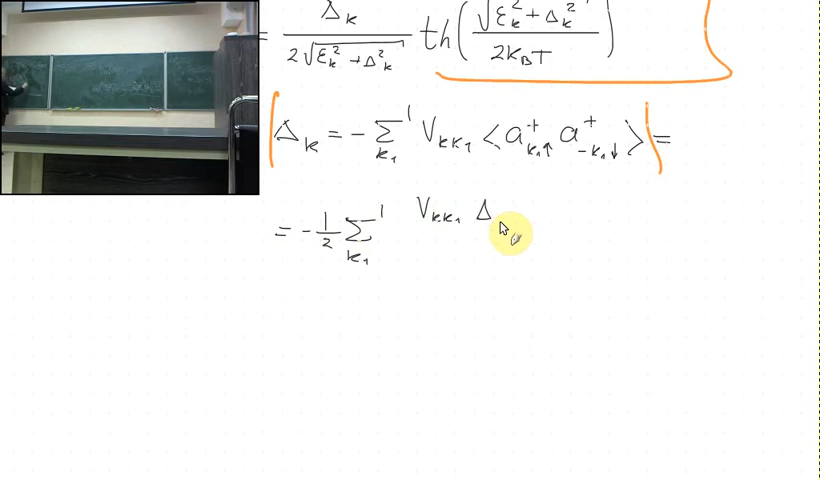 = Δ_k / 2√(ε_k² + Δ_k²) th(√(ε_k² + Δ_k²) / 2k_BT)
Δ_k = - Σ'_{k₁} V_{kk₁} <a⁺_{k₁↑} a⁺_{-k₁↓}> =
= - 1/2 Σ'_{k₁} V_{kk₁} Δ